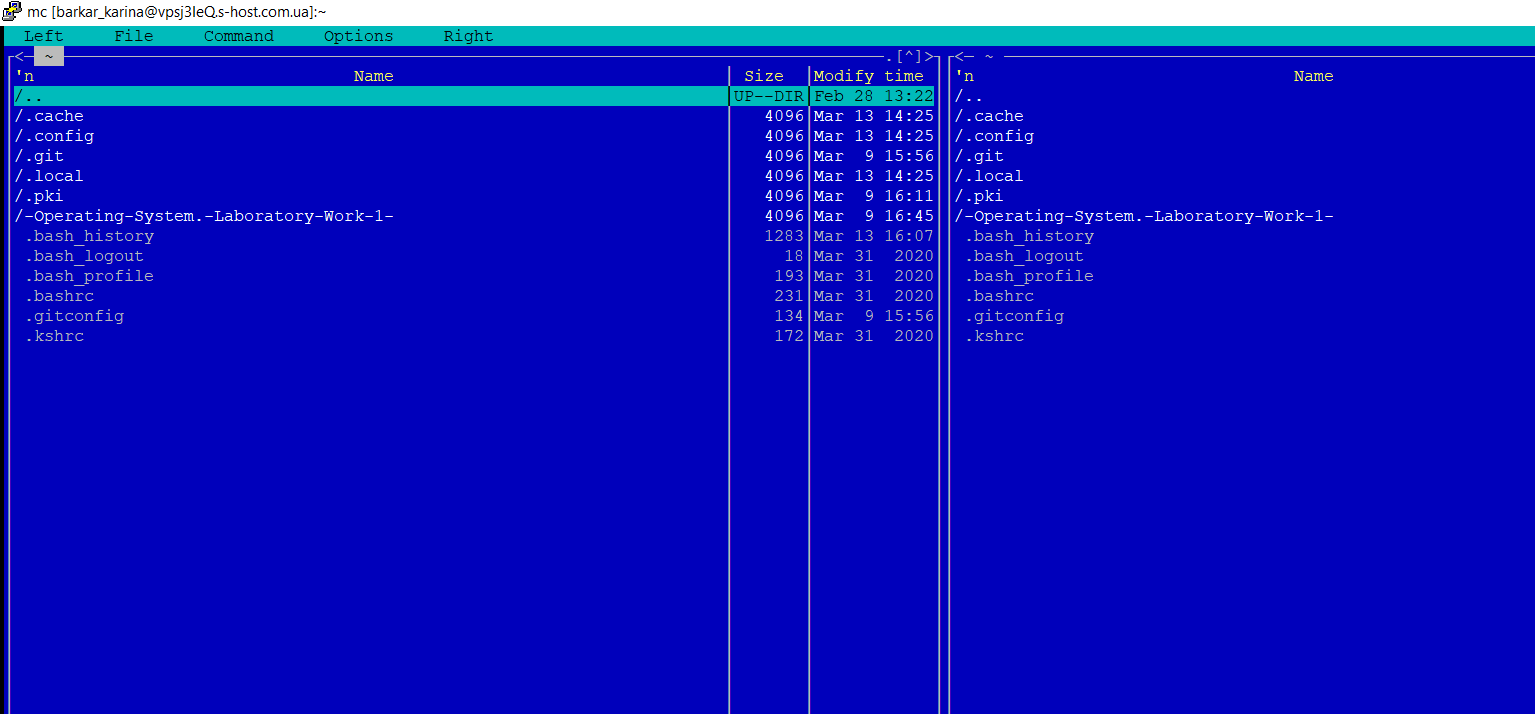 mc [barkar_karina@vpsj3IeQ.s-host.com.ua]:~
Left File Command Options Right
<- ~ .[^]> <- ~
'n Name Size Modify time 'n Name
/.. UP--DIR Feb 28 13:22 /..
/.cache 4096 Mar 13 14:25 /.cache
/.config 4096 Mar 13 14:25 /.config
/.git 4096 Mar 9 15:56 /.git
/.local 4096 Mar 13 14:25 /.local
/.pki 4096 Mar 9 16:11 /.pki
/-Operating-System.-Laboratory-Work-1- 4096 Mar 9 16:45 /-Operating-System.-Laboratory-Work-1-
.bash_history 1283 Mar 13 16:07 .bash_history
.bash_logout 18 Mar 31 2020 .bash_logout
.bash_profile 193 Mar 31 2020 .bash_profile
.bashrc 231 Mar 31 2020 .bashrc
.gitconfig 134 Mar 9 15:56 .gitconfig
.kshrc 172 Mar 31 2020 .kshrc